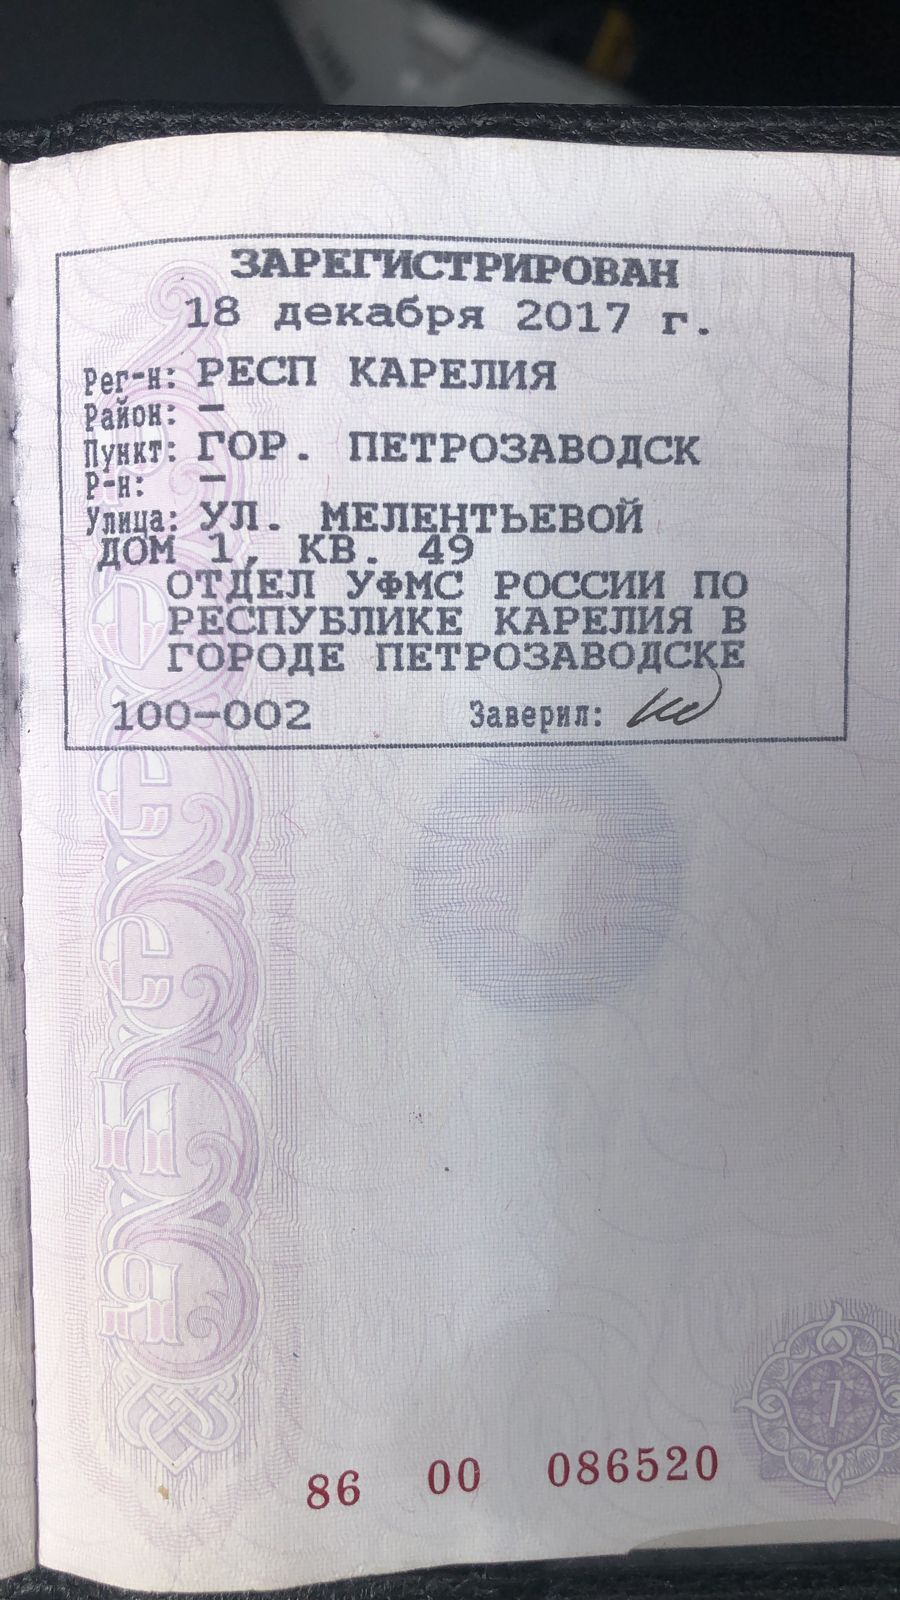 ЗАРЕГИСТРИРОВАН
18 декабря 2017 г.
Рег-н: РЕСП КАРЕЛИЯ
Район: –
Пункт: ГОР. ПЕТРОЗАВОДСК
Р-н: –
Улица: УЛ. МЕЛЕНТЬЕВОЙ
ДОМ 1, КВ. 49
ОТДЕЛ УФМС РОССИИ ПО
РЕСПУБЛИКЕ КАРЕЛИЯ В
ГОРОДЕ ПЕТРОЗАВОДСКЕ
100-002 Заверил:
7
86 00 086520